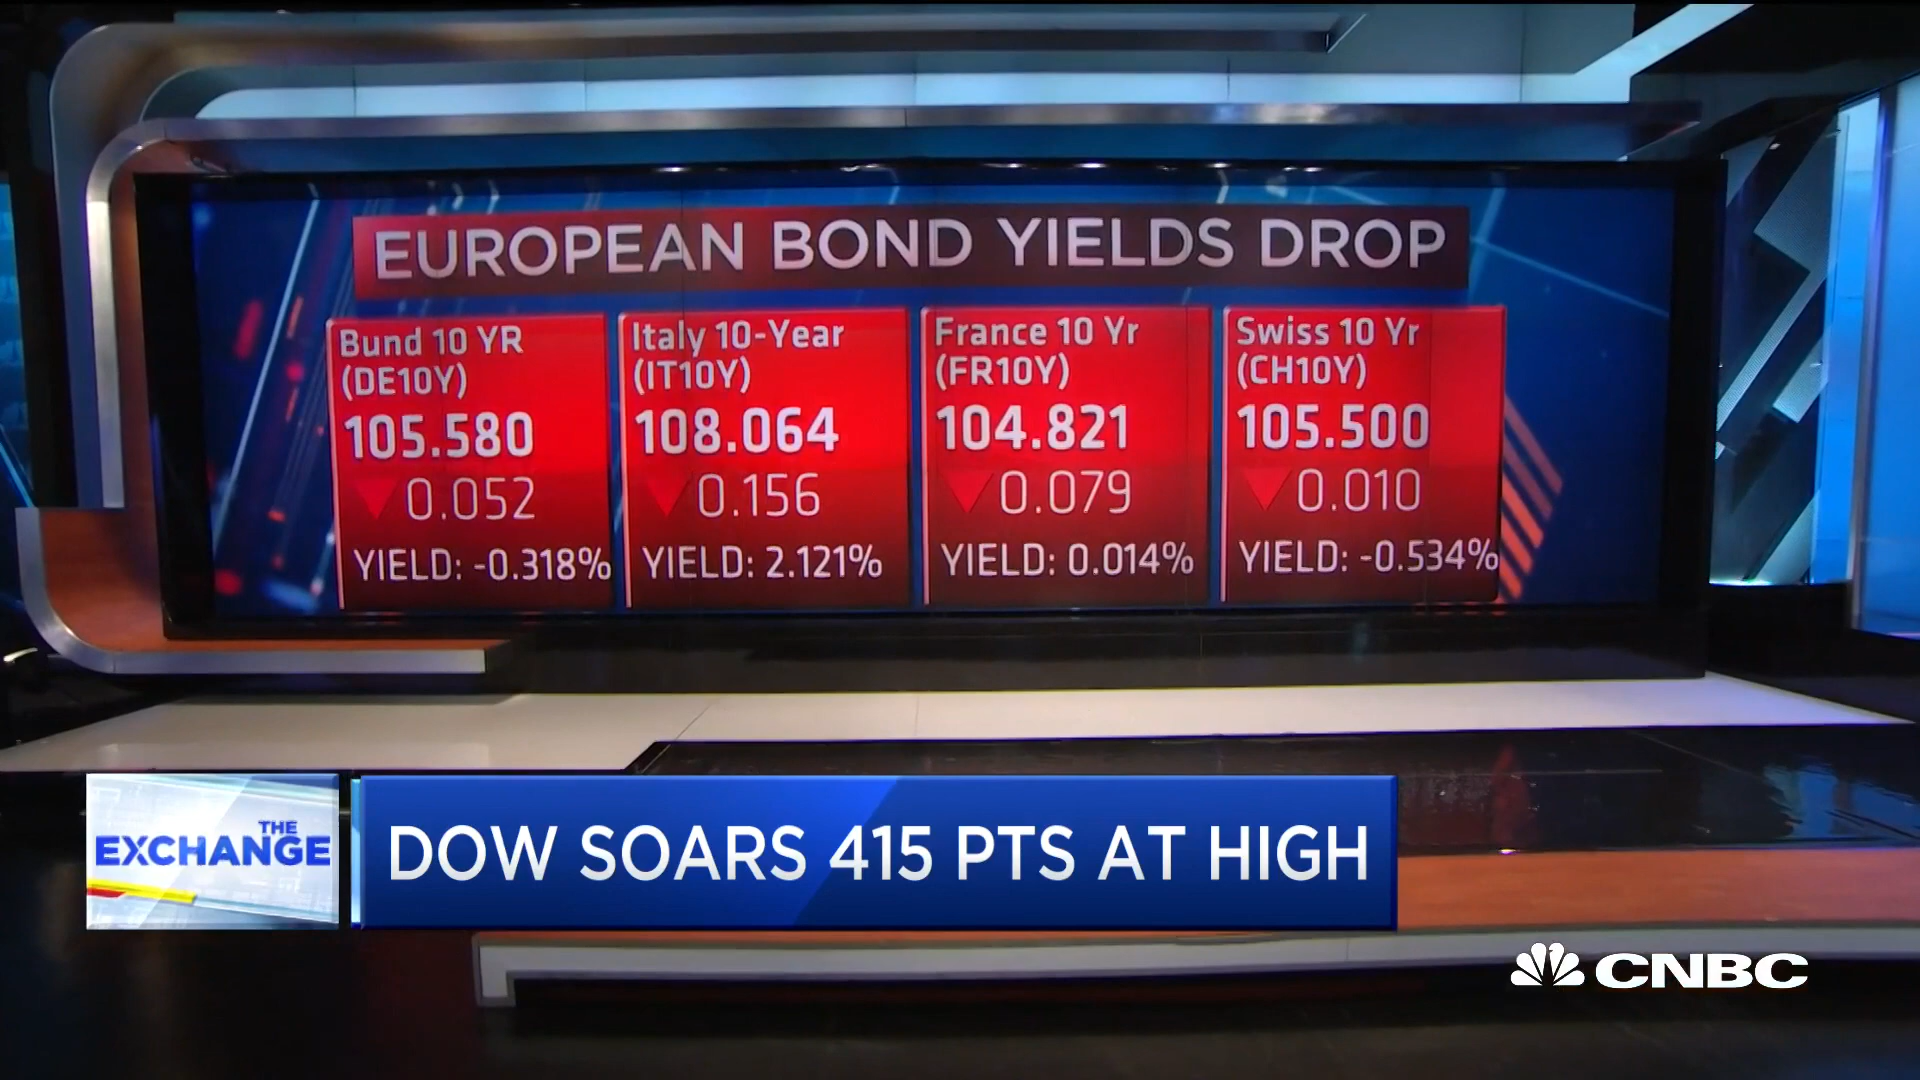 EUROPEAN BOND YIELDS DROP
Bund 10 YR
(DE10Y)
105.580
0.052
YIELD: -0.318%
Italy 10-Year
(IT10Y)
108.064
0.156
YIELD: 2.121%
France 10 Yr
(FR10Y)
104.821
0.079
YIELD: 0.014%
Swiss 10 Yr
(CH10Y)
105.500
0.010
YIELD: -0.534%
THE
EXCHANGE
DOW SOARS 415 PTS AT HIGH
CNBC